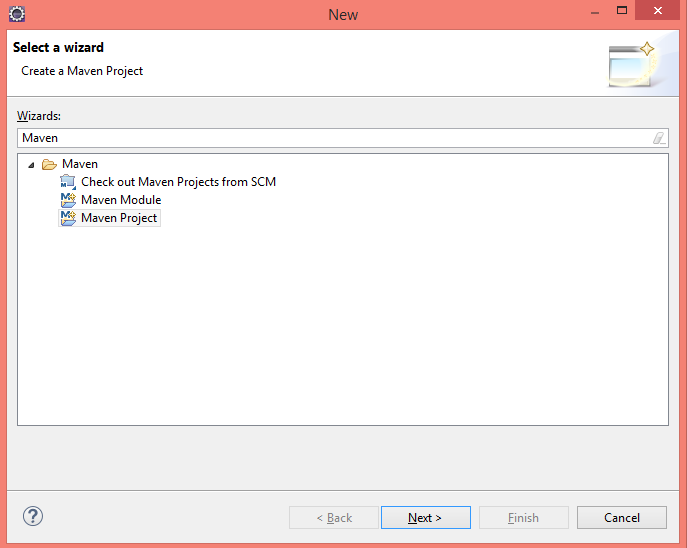 New
Select a wizard
Create a Maven Project
Wizards:
Maven
Maven
Check out Maven Projects from SCM
Maven Module
Maven Project
< Back
Next >
Finish
Cancel